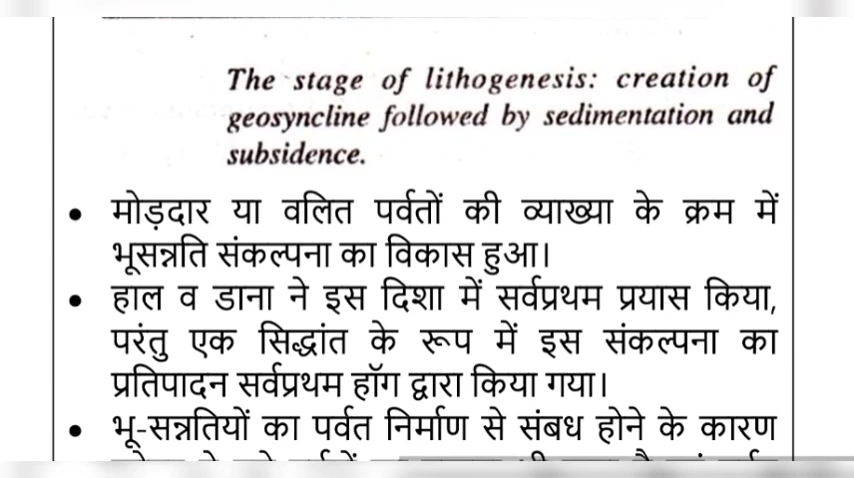 The stage of lithogenesis: creation of
geosyncline followed by sedimentation and
subsidence.
• मोड़दार या वलित पर्वतों की व्याख्या के क्रम में
भूसन्नति संकल्पना का विकास हुआ।
• हाल व डाना ने इस दिशा में सर्वप्रथम प्रयास किया,
परंतु एक सिद्धांत के रूप में इस संकल्पना का
प्रतिपादन सर्वप्रथम हॉग द्वारा किया गया।
• भू-सन्नतियों का पर्वत निर्माण से संबध होने के कारण